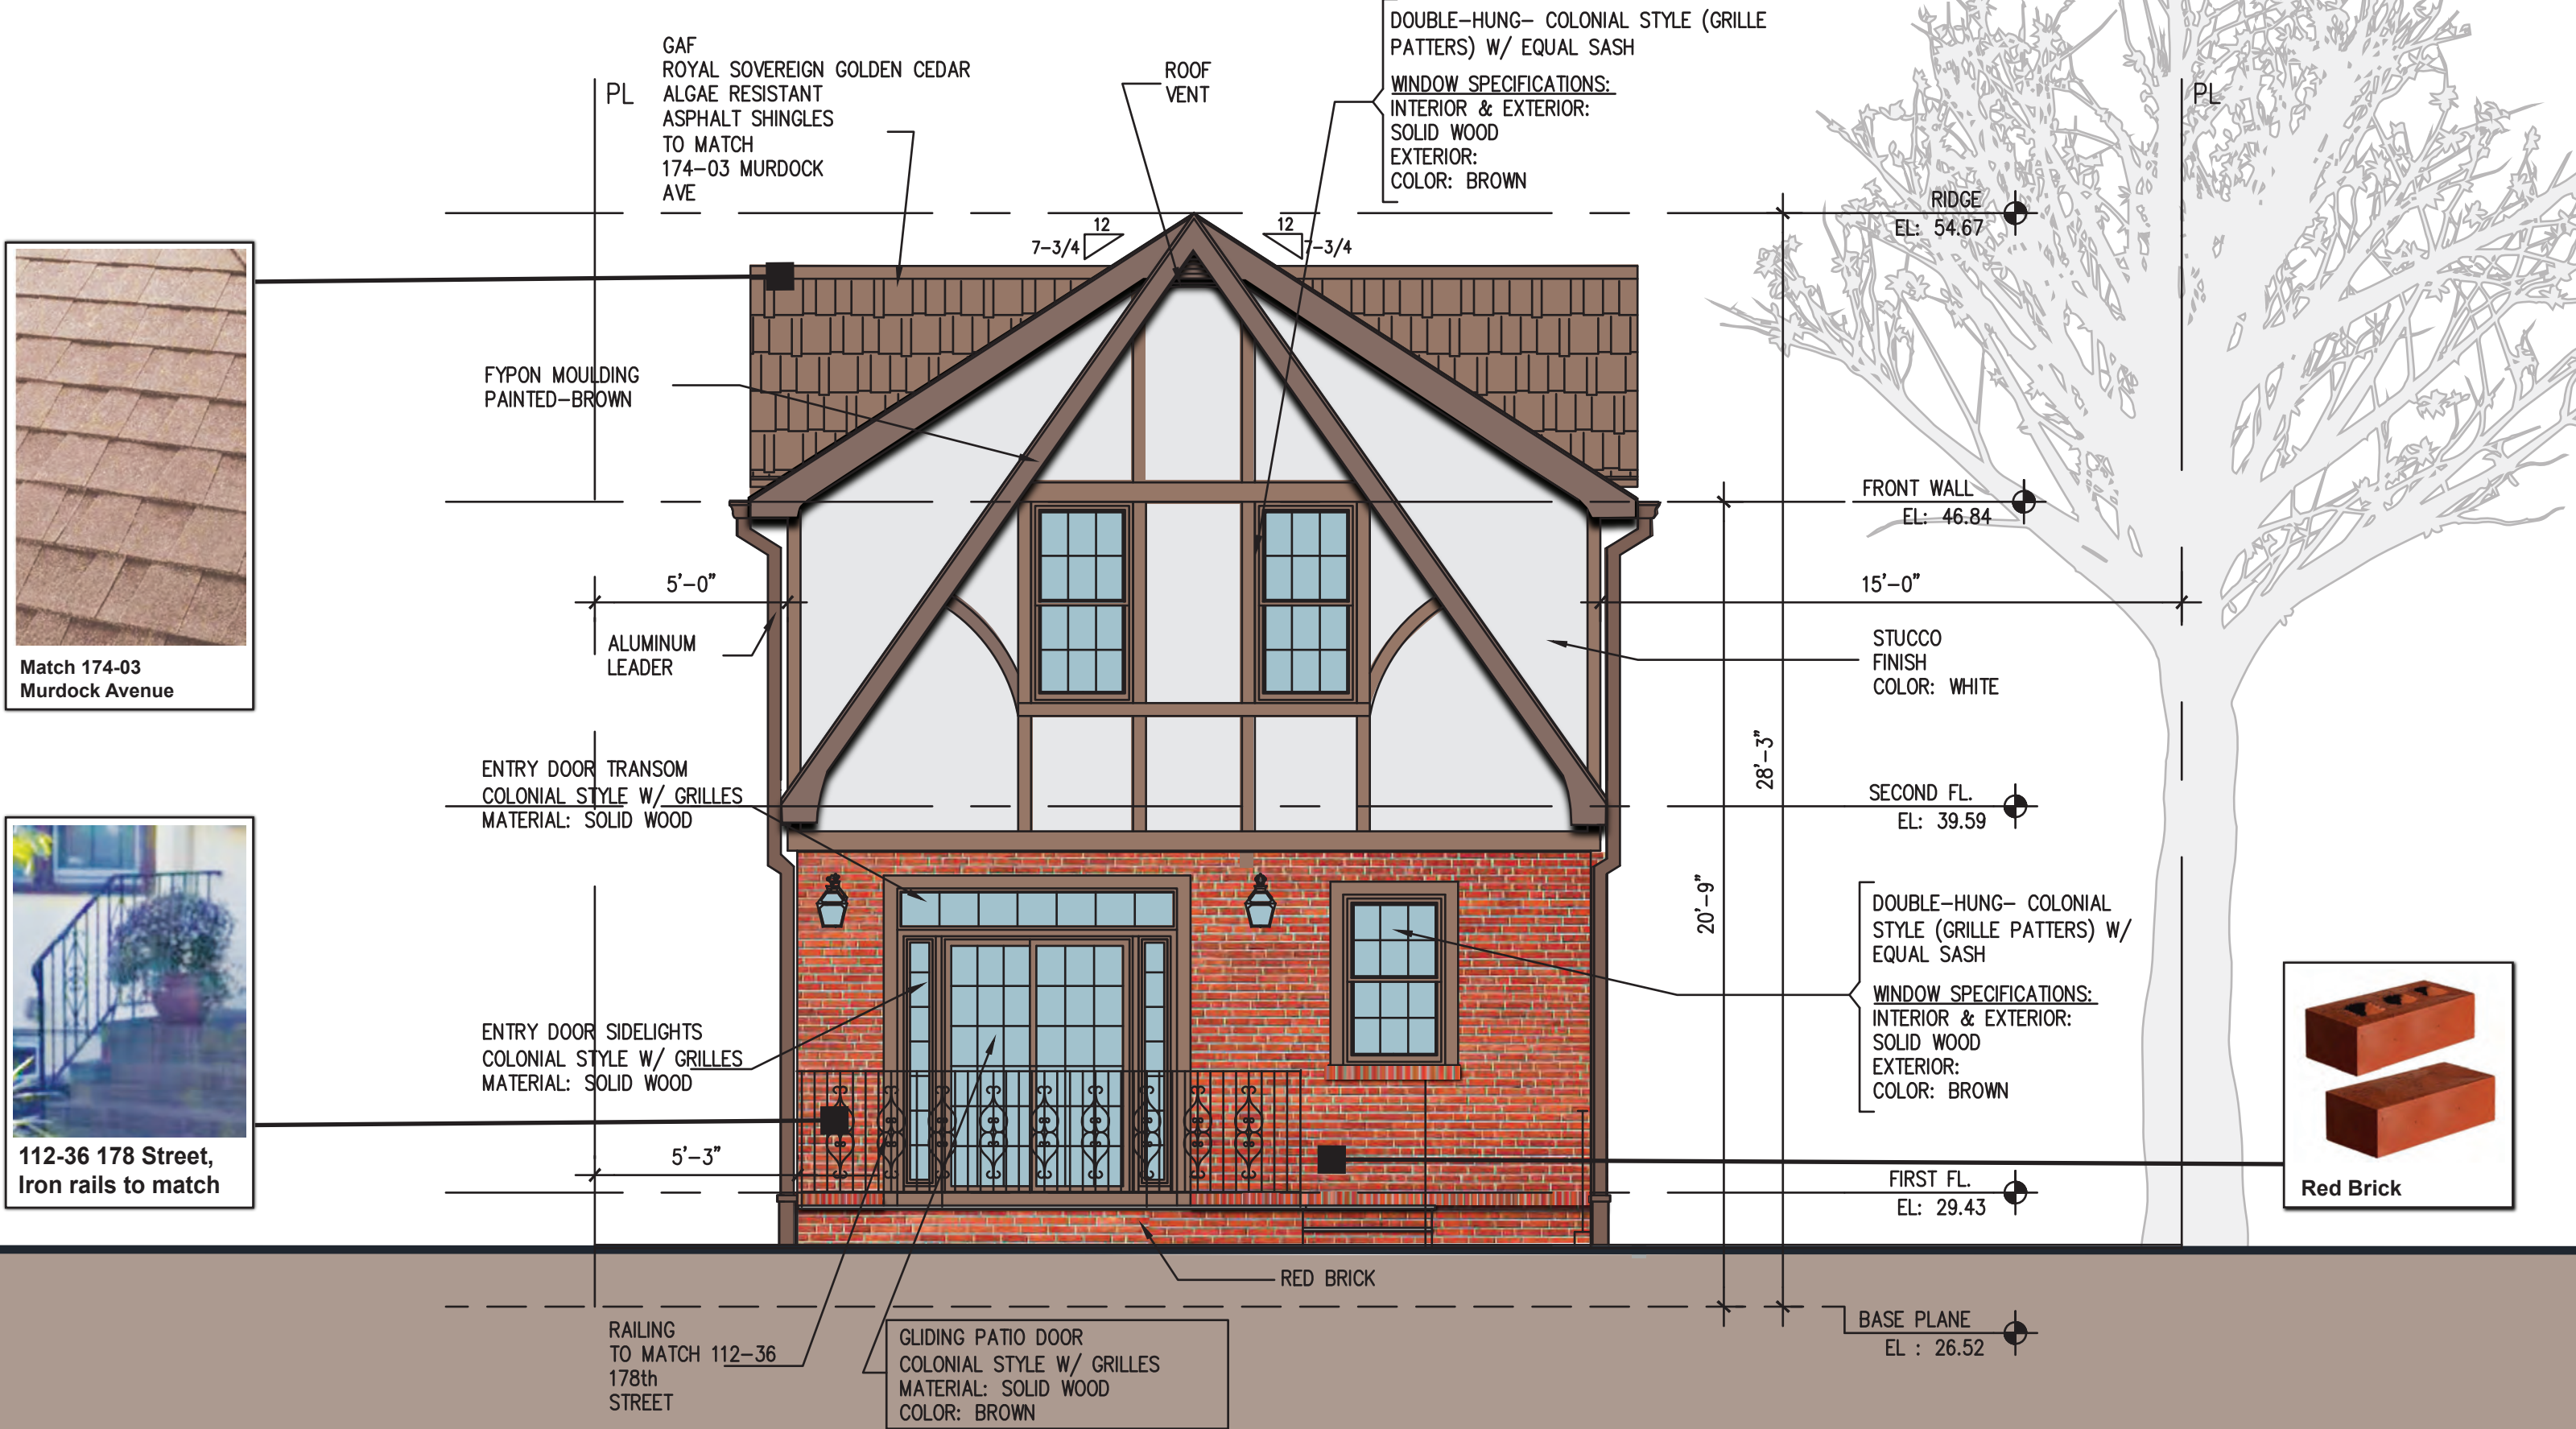 DOUBLE-HUNG- COLONIAL STYLE (GRILLE
PATTERS) W/ EQUAL SASH
WINDOW SPECIFICATIONS:
INTERIOR & EXTERIOR:
SOLID WOOD
EXTERIOR:
COLOR: BROWN
GAF
ROYAL SOVEREIGN GOLDEN CEDAR
ALGAE RESISTANT
ASPHALT SHINGLES
TO MATCH
174-03 MURDOCK
AVE
ROOF
VENT
PL
PL
RIDGE
EL: 54.67
12
7-3/4
12
7-3/4
FYPON MOULDING
PAINTED-BROWN
FRONT WALL
EL: 46.84
5'-0"
15'-0"
ALUMINUM
LEADER
STUCCO
FINISH
COLOR: WHITE
Match 174-03
Murdock Avenue
28'-3"
20'-9"
ENTRY DOOR TRANSOM
COLONIAL STYLE W/ GRILLES
MATERIAL: SOLID WOOD
SECOND FL.
EL: 39.59
DOUBLE-HUNG- COLONIAL
STYLE (GRILLE PATTERS) W/
EQUAL SASH
WINDOW SPECIFICATIONS:
INTERIOR & EXTERIOR:
SOLID WOOD
EXTERIOR:
COLOR: BROWN
ENTRY DOOR SIDELIGHTS
COLONIAL STYLE W/ GRILLES
MATERIAL: SOLID WOOD
5'-3"
112-36 178 Street,
Iron rails to match
FIRST FL.
EL: 29.43
Red Brick
RED BRICK
BASE PLANE
EL : 26.52
RAILING
TO MATCH 112-36
178th
STREET
GLIDING PATIO DOOR
COLONIAL STYLE W/ GRILLES
MATERIAL: SOLID WOOD
COLOR: BROWN